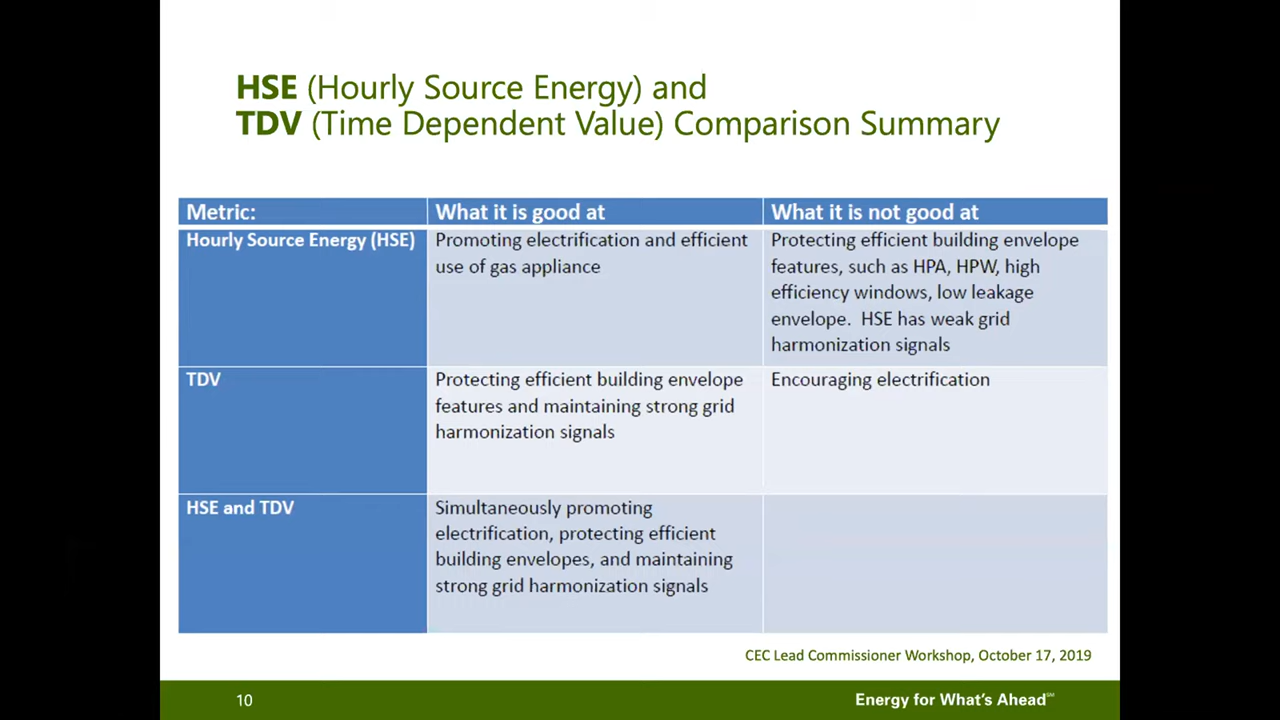 HSE (Hourly Source Energy) and
TDV (Time Dependent Value) Comparison Summary
Metric:
What it is good at
What it is not good at
Hourly Source Energy (HSE)
Promoting electrification and efficient
use of gas appliance
Protecting efficient building envelope
features, such as HPA, HPW, high
efficiency windows, low leakage
envelope.  HSE has weak grid
harmonization signals
TDV
Protecting efficient building envelope
features and maintaining strong grid
harmonization signals
Encouraging electrification
HSE and TDV
Simultaneously promoting
electrification, protecting efficient
building envelopes, and maintaining
strong grid harmonization signals
CEC Lead Commissioner Workshop, October 17, 2019
10
Energy for What's Ahead℠